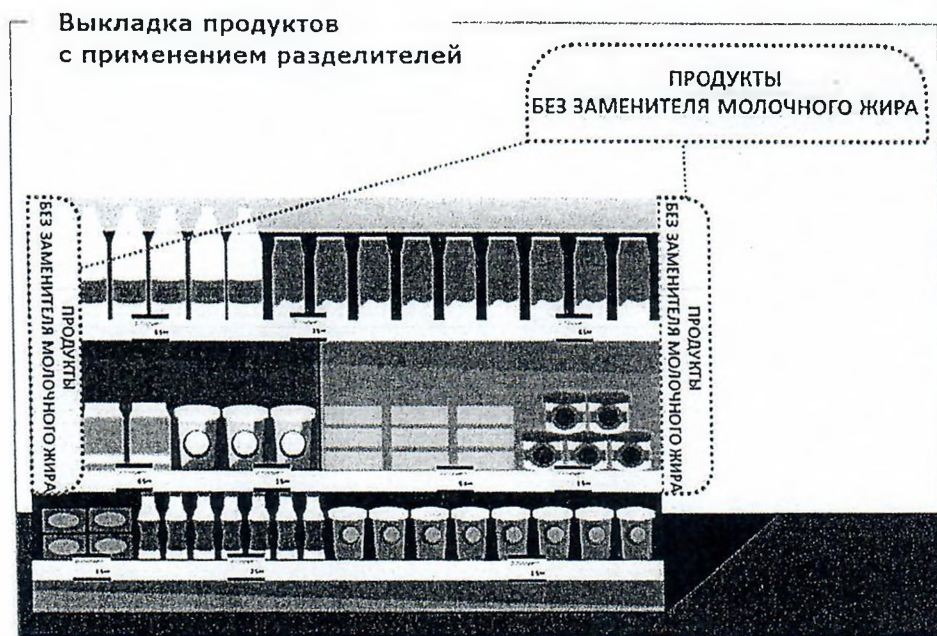 Выкладка продуктов
с применением разделителей
ПРОДУКТЫ
БЕЗ ЗАМЕНИТЕЛЯ МОЛОЧНОГО ЖИРА
ПРОДУКТЫ
БЕЗ ЗАМЕНИТЕЛЯ МОЛОЧНОГО ЖИРА
ПРОДУКТЫ
БЕЗ ЗАМЕНИТЕЛЯ МОЛОЧНОГО ЖИРА